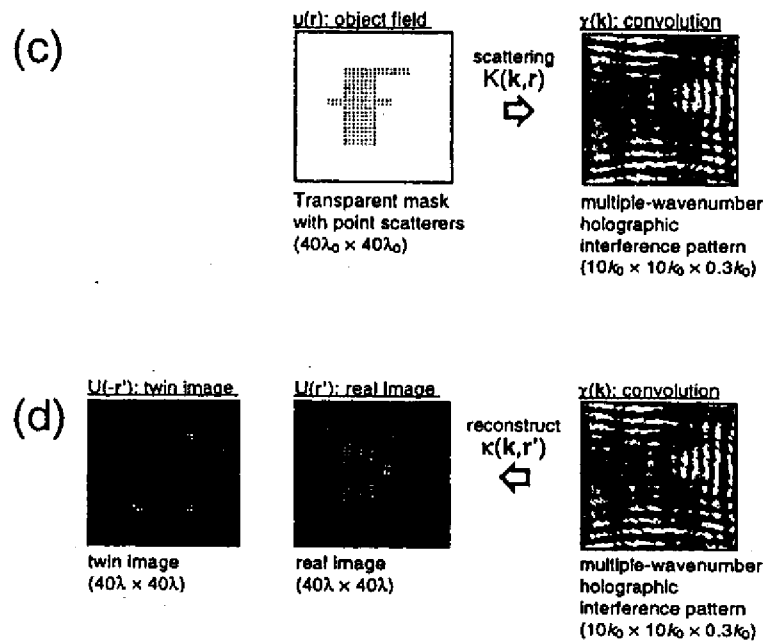 (c)
u(r): object field
scattering
K(k,r)
χ(k): convolution
Transparent mask
with point scatterers
(40λ₀ × 40λ₀)
multiple-wavenumber
holographic
interference pattern
(10k₀ × 10k₀ × 0.3k₀)
(d)
U(-r'): twin image
U(r'): real image
reconstruct
κ(k,r')
χ(k): convolution
twin image
(40λ × 40λ)
real image
(40λ × 40λ)
multiple-wavenumber
holographic
interference pattern
(10k₀ × 10k₀ × 0.3k₀)